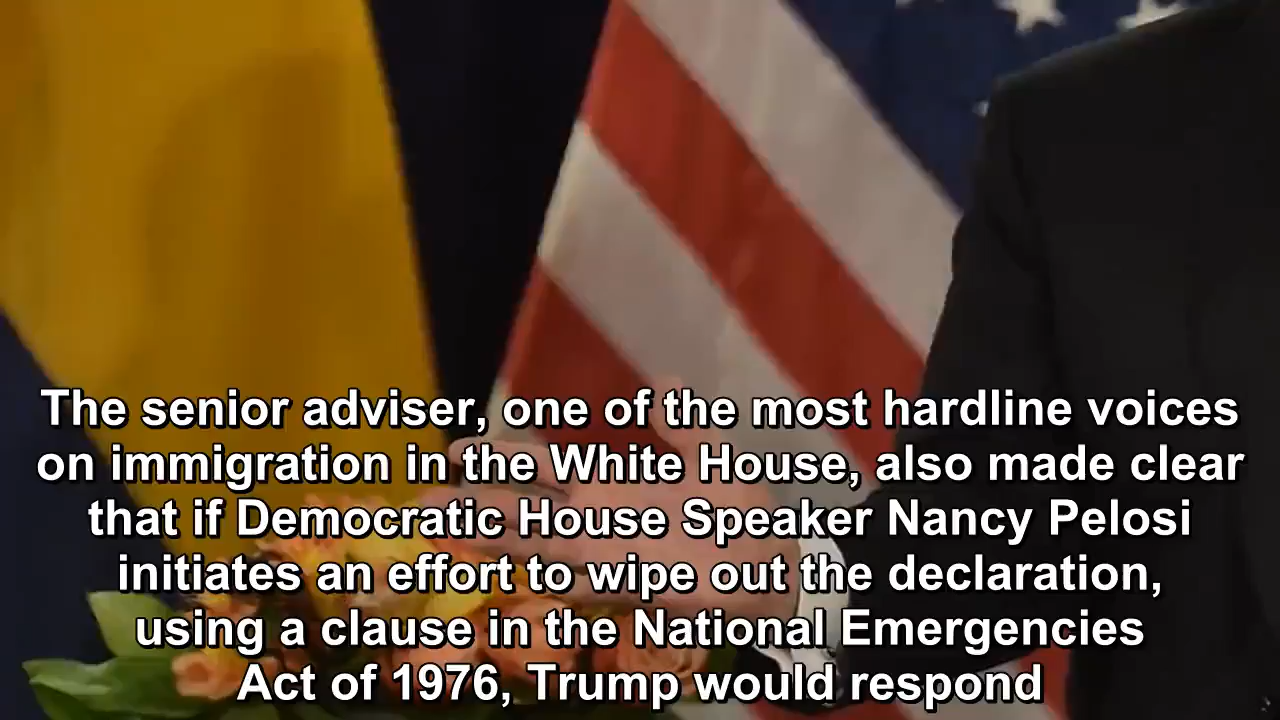 The senior adviser, one of the most hardline voices
on immigration in the White House, also made clear
that if Democratic House Speaker Nancy Pelosi
initiates an effort to wipe out the declaration,
using a clause in the National Emergencies
Act of 1976, Trump would respond